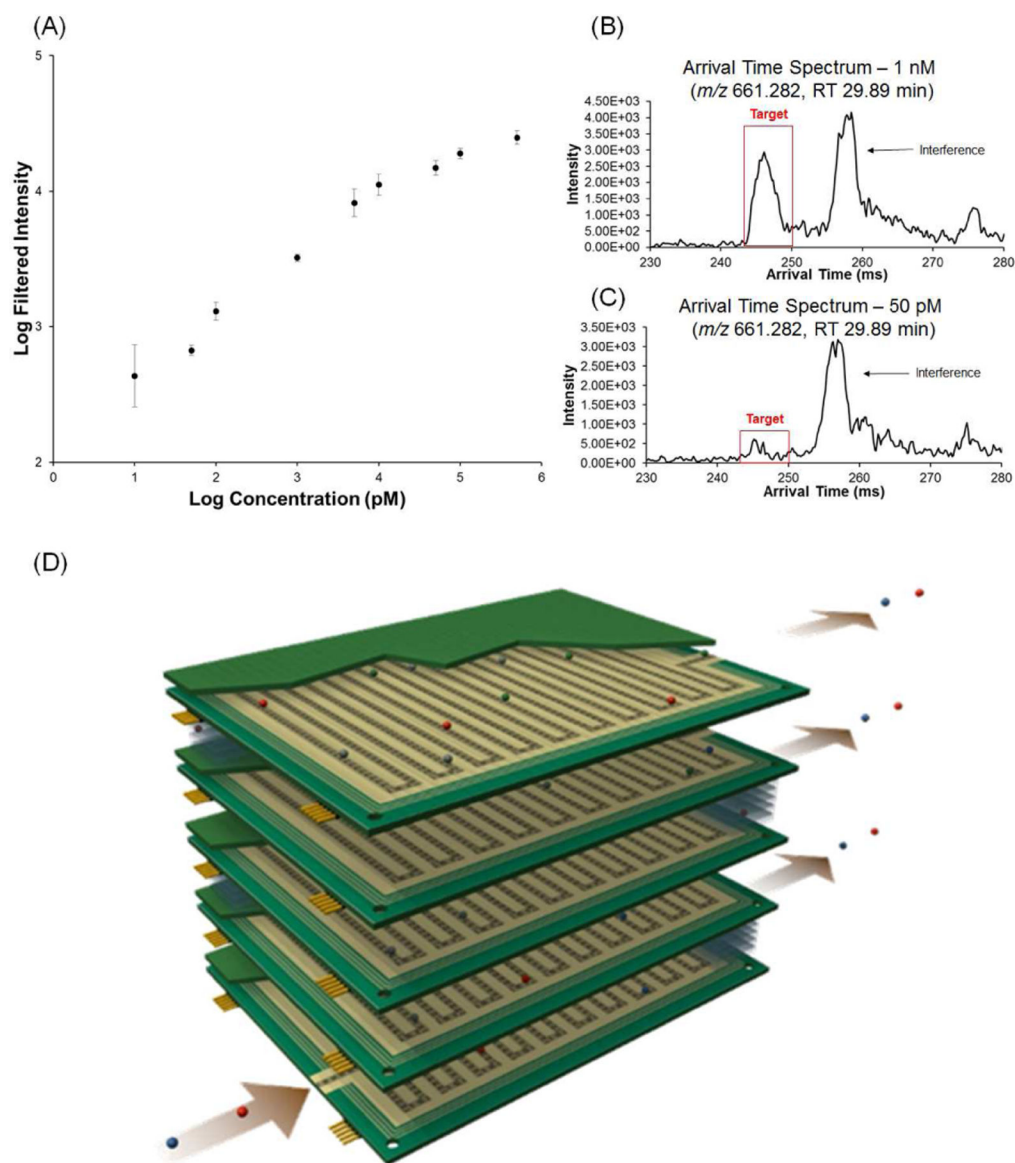 (A)
5
4
3
2
Log Filtered Intensity
0 1 2 3 4 5 6
Log Concentration (pM)
(B)
Arrival Time Spectrum – 1 nM
(m/z 661.282, RT 29.89 min)
4.50E+03
4.00E+03
3.50E+03
3.00E+03
2.50E+03
2.00E+03
1.50E+03
1.00E+03
5.00E+02
0.00E+00
Intensity
Target
Interference
230 240 250 260 270 280
Arrival Time (ms)
(C)
Arrival Time Spectrum – 50 pM
(m/z 661.282, RT 29.89 min)
3.50E+03
3.00E+03
2.50E+03
2.00E+03
1.50E+03
1.00E+03
5.00E+02
0.00E+00
Intensity
Target
Interference
230 240 250 260 270 280
Arrival Time (ms)
(D)